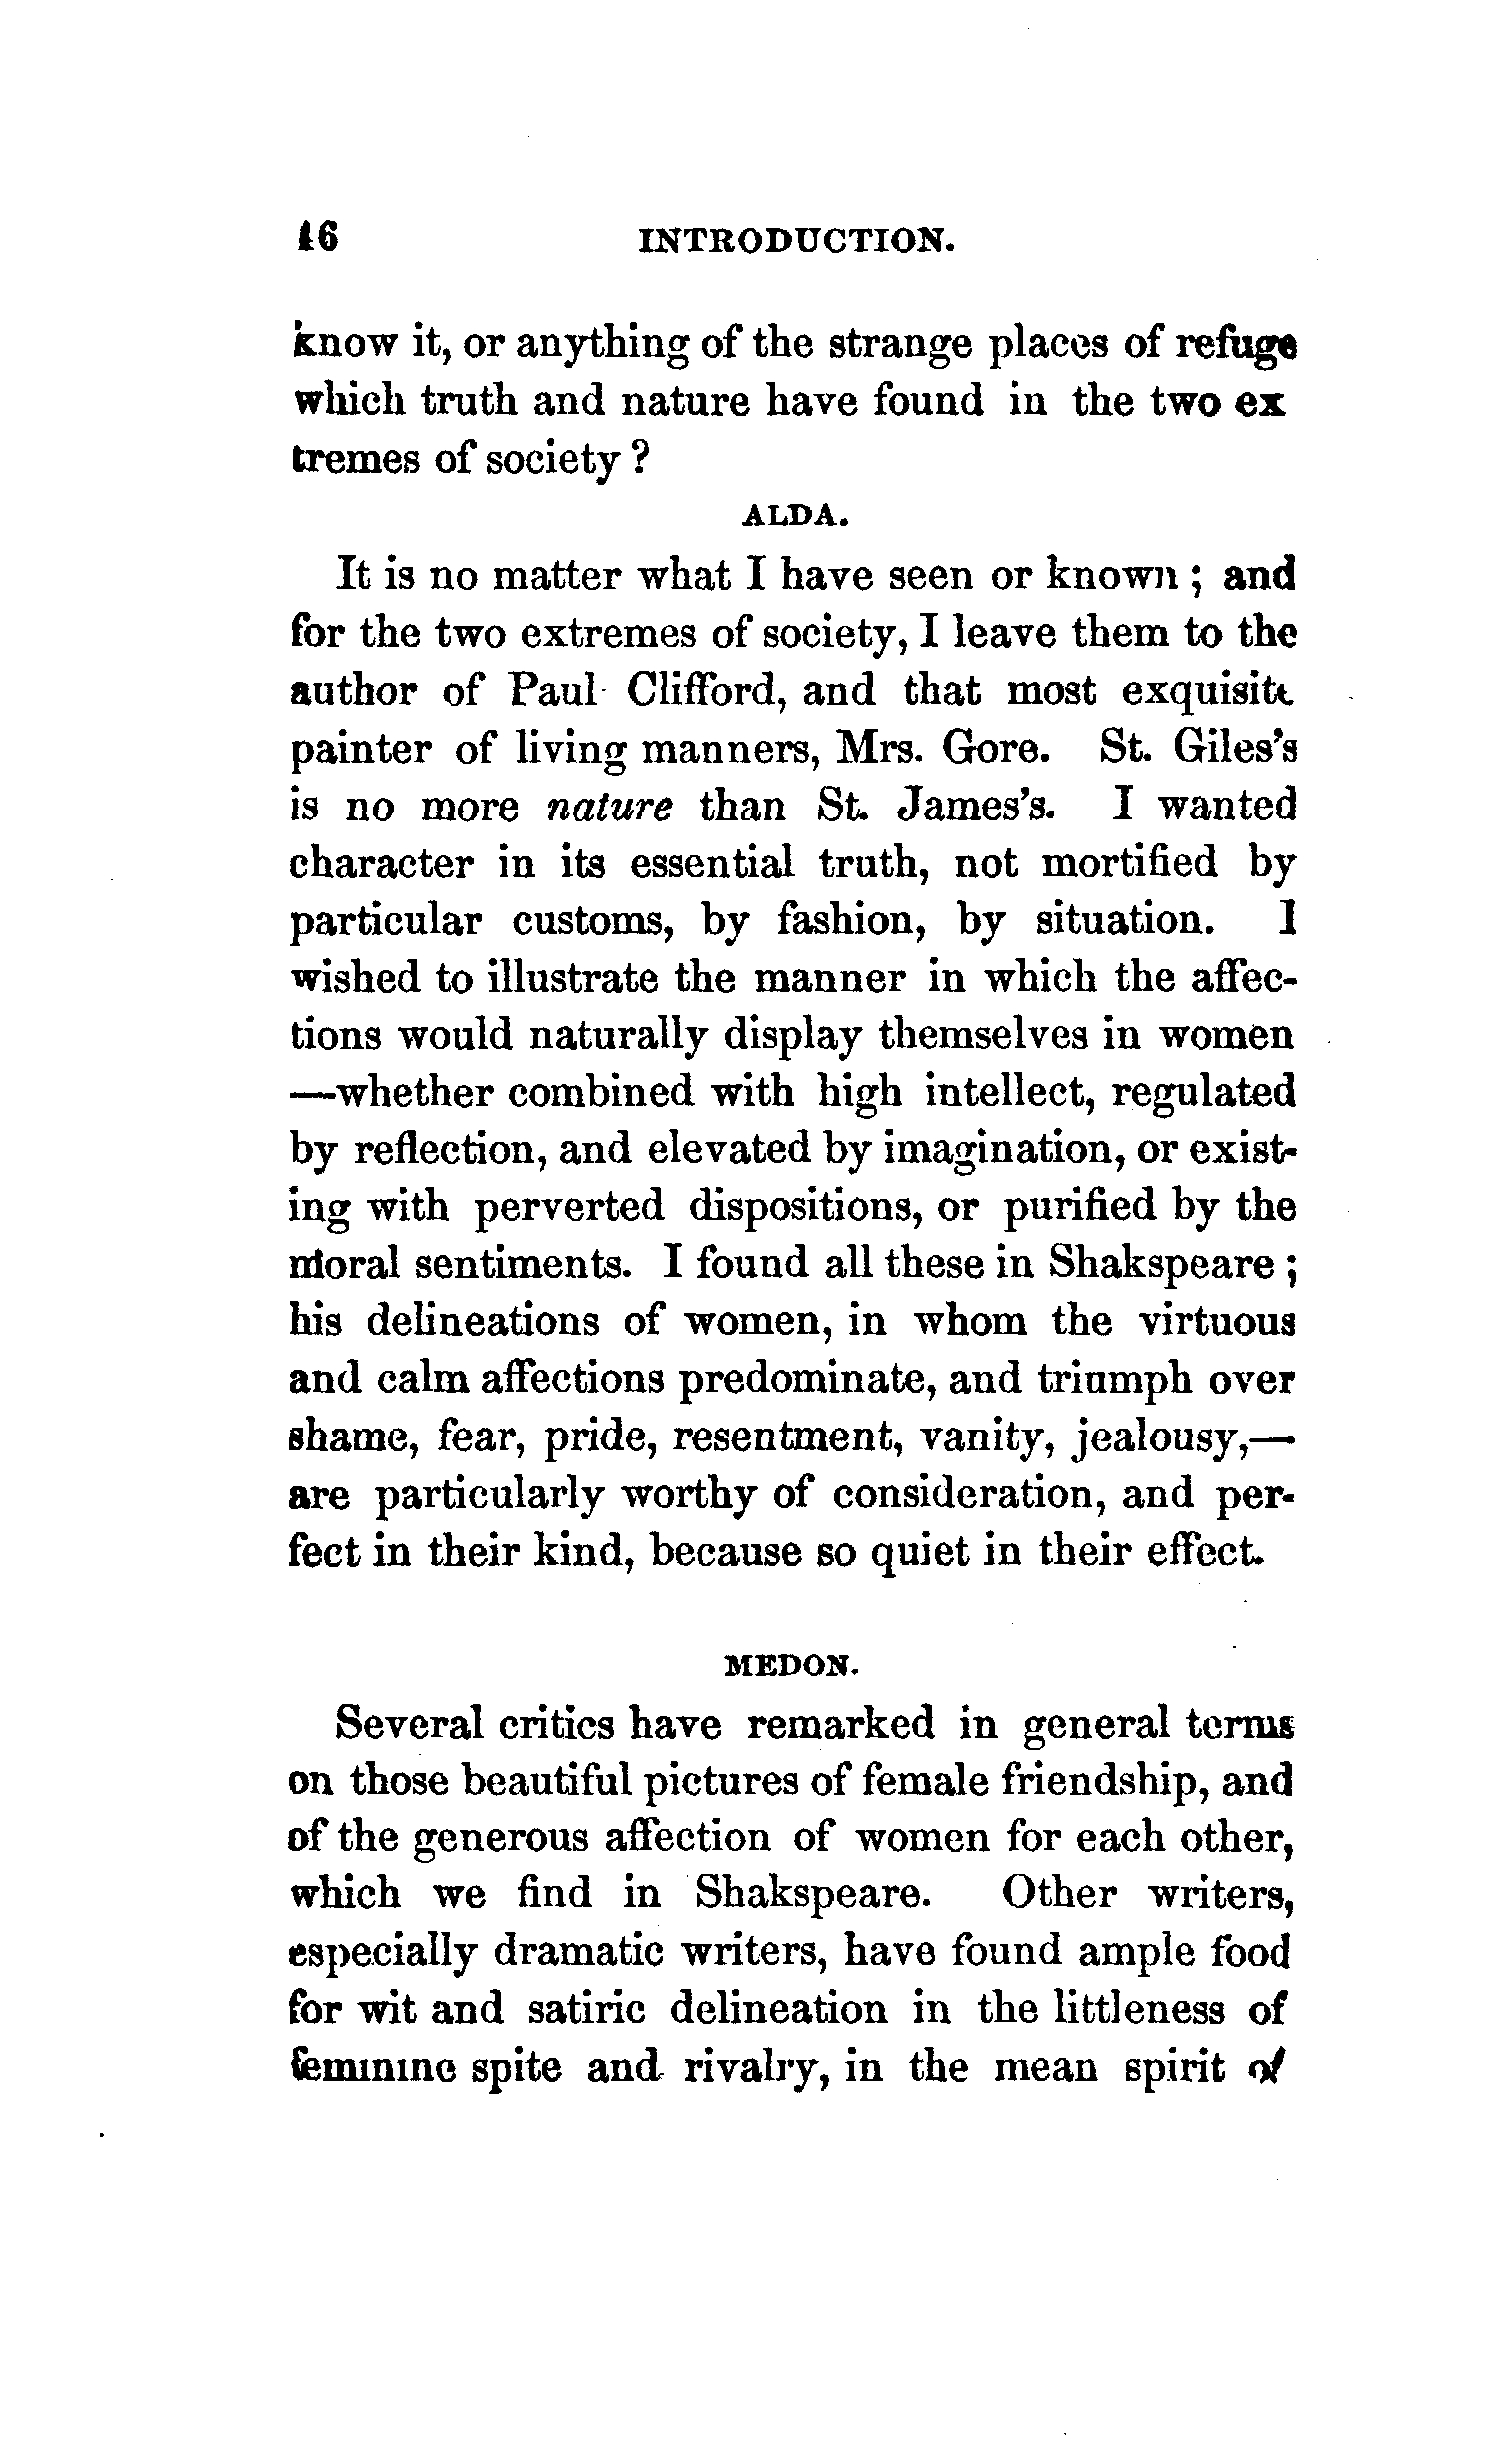 16 INTRODUCTION.
know it, or anything of the strange places of refuge
which truth and nature have found in the two ex
tremes of society ?
ALDA.
It is no matter what I have seen or known ; and
for the two extremes of society, I leave them to the
author of Paul Clifford, and that most exquisite
painter of living manners, Mrs. Gore. St. Giles's
is no more nature than St. James's. I wanted
character in its essential truth, not mortified by
particular customs, by fashion, by situation. I
wished to illustrate the manner in which the affec-
tions would naturally display themselves in women
—whether combined with high intellect, regulated
by reflection, and elevated by imagination, or exist-
ing with perverted dispositions, or purified by the
moral sentiments. I found all these in Shakspeare ;
his delineations of women, in whom the virtuous
and calm affections predominate, and triumph over
shame, fear, pride, resentment, vanity, jealousy,—
are particularly worthy of consideration, and per-
fect in their kind, because so quiet in their effect.
MEDON.
Several critics have remarked in general terms
on those beautiful pictures of female friendship, and
of the generous affection of women for each other,
which we find in Shakspeare. Other writers,
especially dramatic writers, have found ample food
for wit and satiric delineation in the littleness of
feminine spite and rivalry, in the mean spirit of